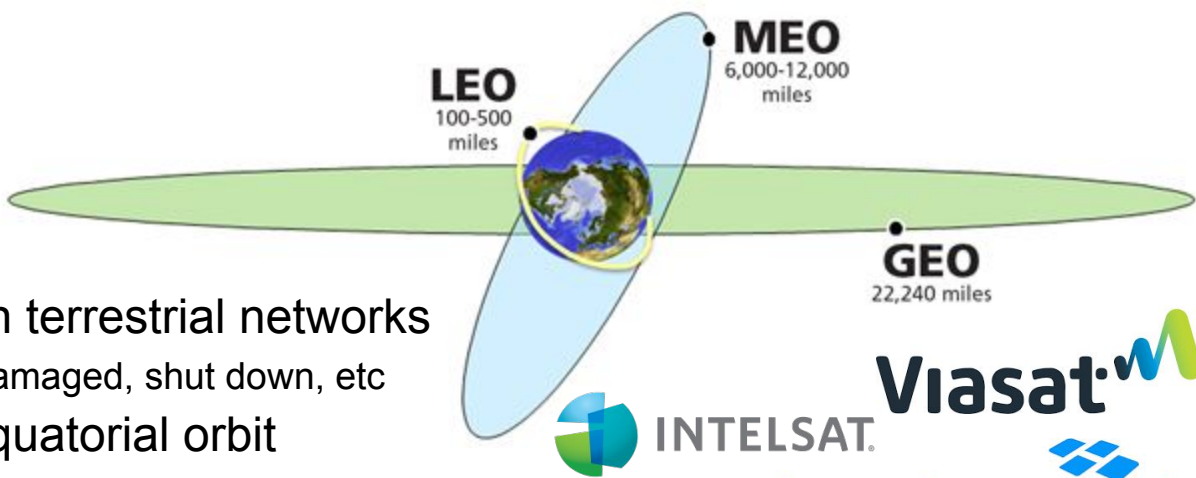 MEO
6,000-12,000
miles
LEO
100-500
miles
GEO
22,240 miles
n terrestrial networks
amaged, shut down, etc
quatorial orbit
INTELSAT.
Viasat